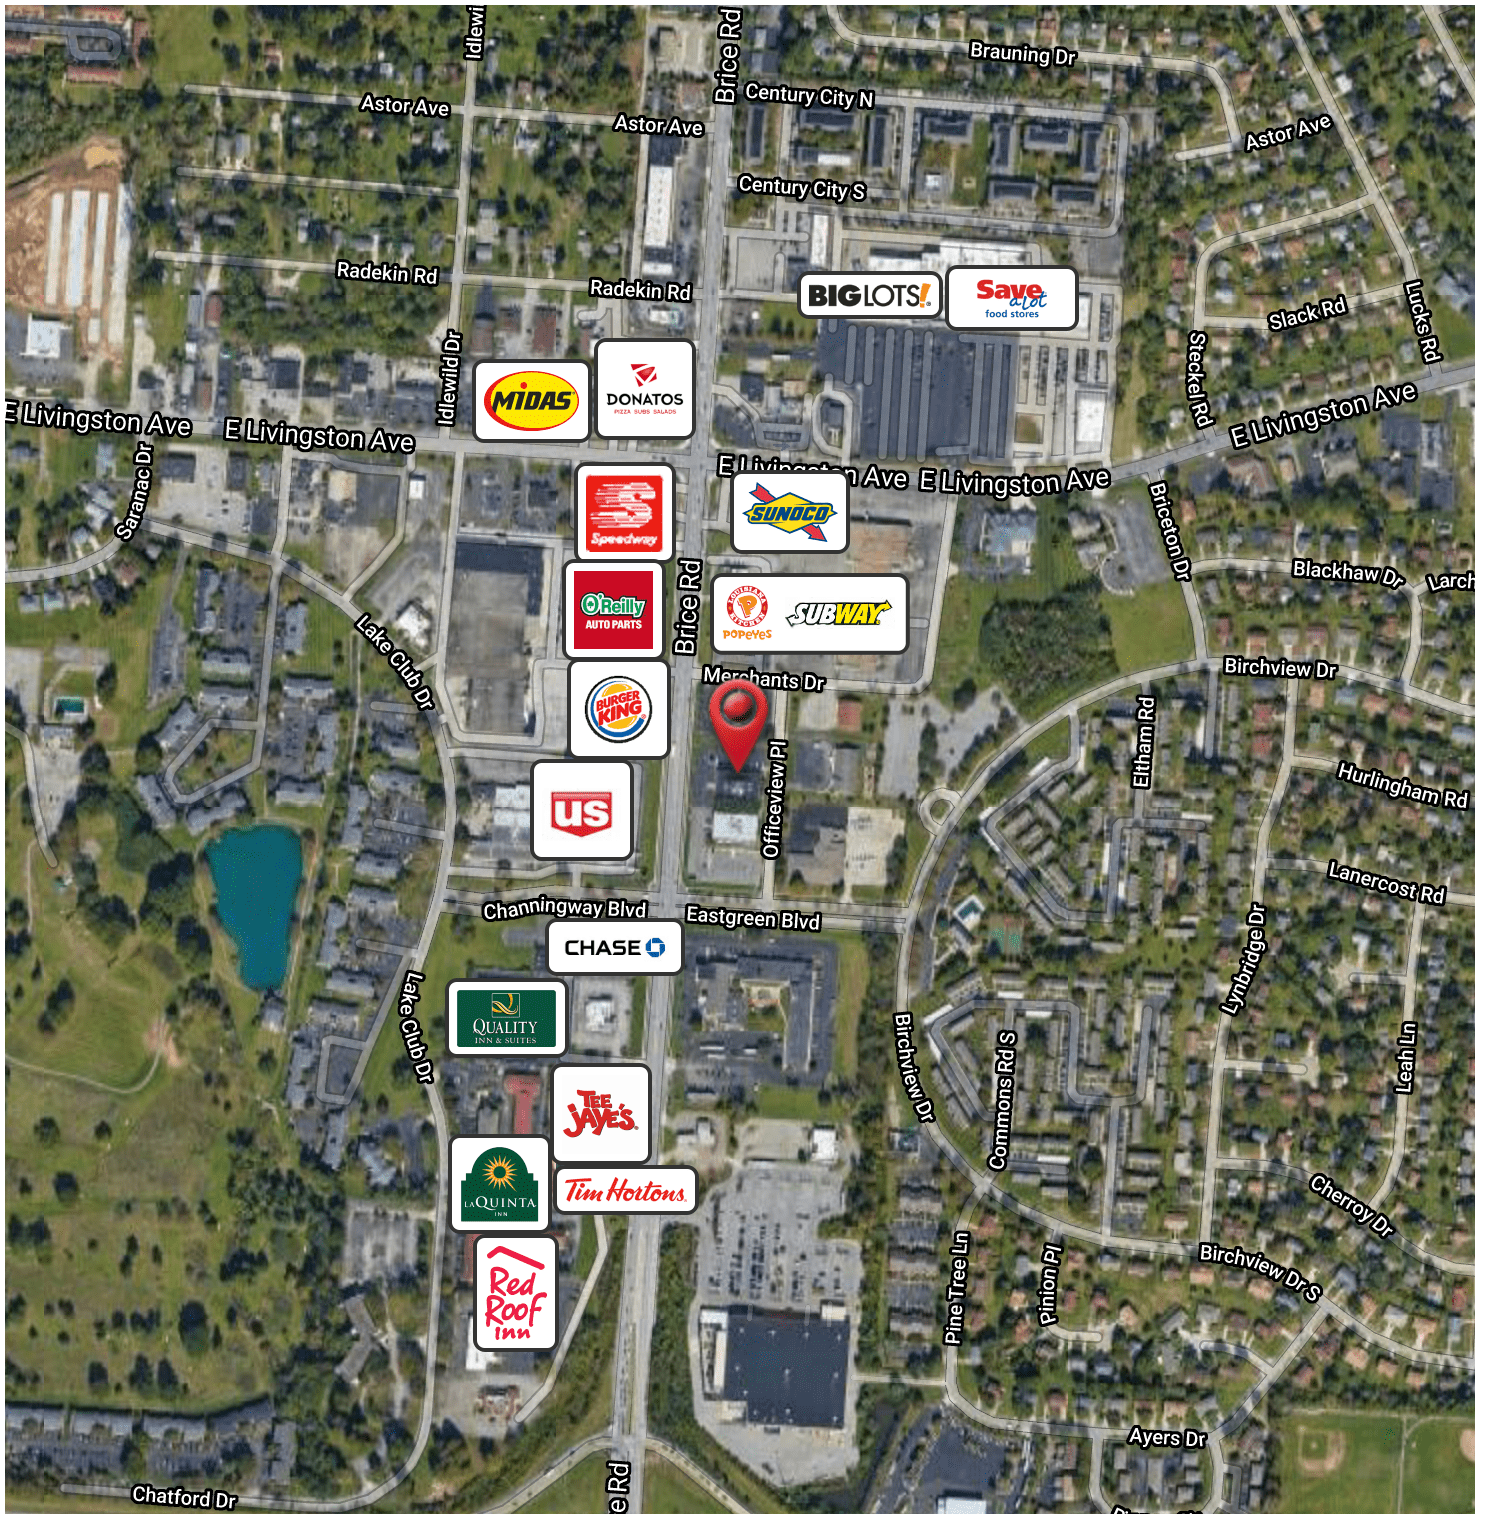 Idlewi
Brice Rd
Brauning Dr
Century City N
Astor Ave
Astor Ave
Astor Ave
Century City S
Radekin Rd
Radekin Rd
BIG LOTS!
Save
a lot
food stores
Slack Rd
Lucks Rd
Idlewild Dr
Steckel Rd
MIDAS
DONATOS
PIZZA SUBS SALADS
E Livingston Ave
E Livingston Ave
E Livingston Ave
E Livingston Ave
E Livingston Ave
Saranac Dr
Speedway
SUNOCO
Briceton Dr
Blackhaw Dr
Larch
Brice Rd
O'Reilly
AUTO PARTS
LOUISIANA
KITCHEN
POPEYES
SUBWAY
Lake Club Dr
Merchants Dr
Birchview Dr
BURGER
KING
Eltham Rd
Officeview Pl
Hurlingham Rd
us
Lanercost Rd
Channingway Blvd
Eastgreen Blvd
Lynbridge Dr
CHASE
Lake Club Dr
QUALITY
INN & SUITES
Birchview Dr
Commons Rd S
Leah Ln
TEE
JAYE'S
LA QUINTA
INN
Tim Hortons
Cherroy Dr
Red
Roof
Inn
Pine Tree Ln
Pinion Pl
Birchview Dr S
Ayers Dr
Chatford Dr
e Rd